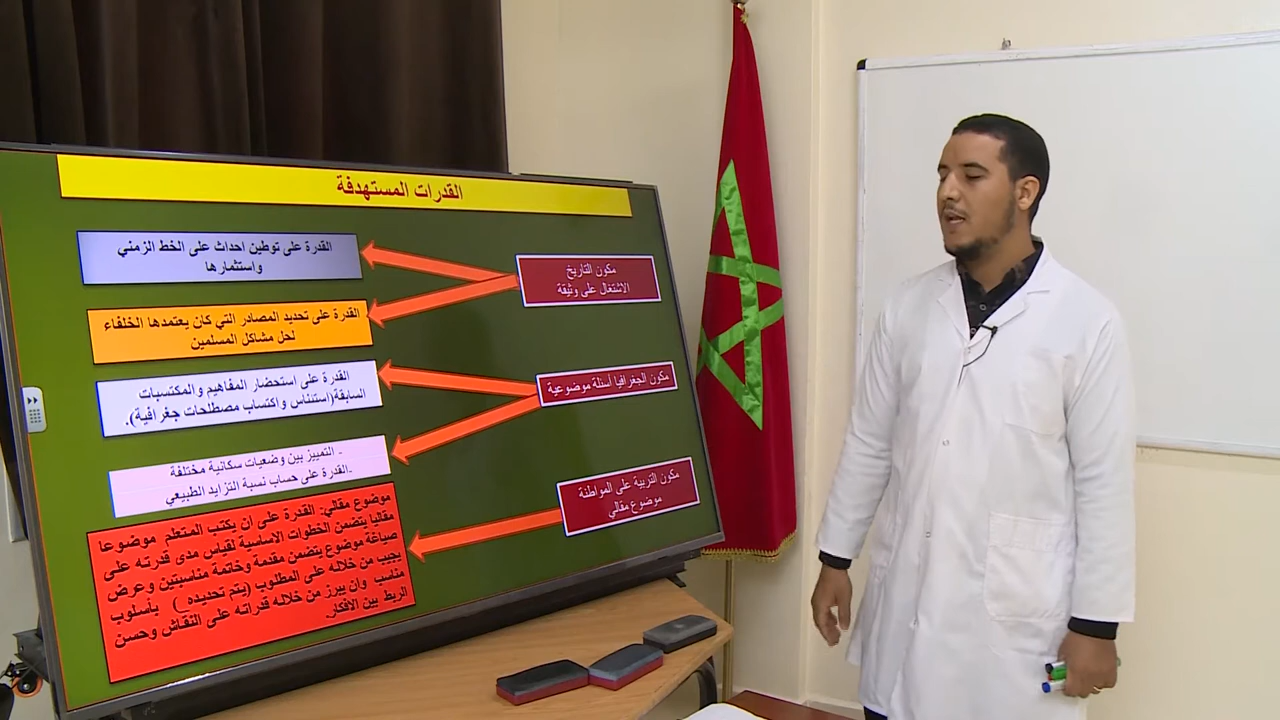 القدرات المستهدفة
مكون التاريخ
الاشتغال على وثيقة
القدرة على توطين احداث على الخط الزمني
واستثمارها
القدرة على تحديد المصادر التي كان يعتمدها الخلفاء
لحل مشاكل المسلمين
مكون الجغرافيا أسئلة موضوعية
القدرة على استحضار المفاهيم والمكتسبات
السابقة(استئناس واكتساب مصطلحات جغرافية).
- التمييز بين وضعيات سكانية مختلفة
-القدرة على حساب نسبة التزايد الطبيعي
مكون التربية على المواطنة
موضوع مقالي
موضوع مقالي: القدرة على ان يكتب المتعلم موضوعا
مقاليا يتضمن الخطوات الاساسية لقياس مدى قدرته على
صياغة موضوع يتضمن مقدمة وخاتمة مناسبتين وعرض
يجيب من خلاله على المطلوب (يتم تحديده ) بأسلوب
مناسب وأن يبرز من خلاله قدراته على النقاش وحسن
الربط بين الأفكار.